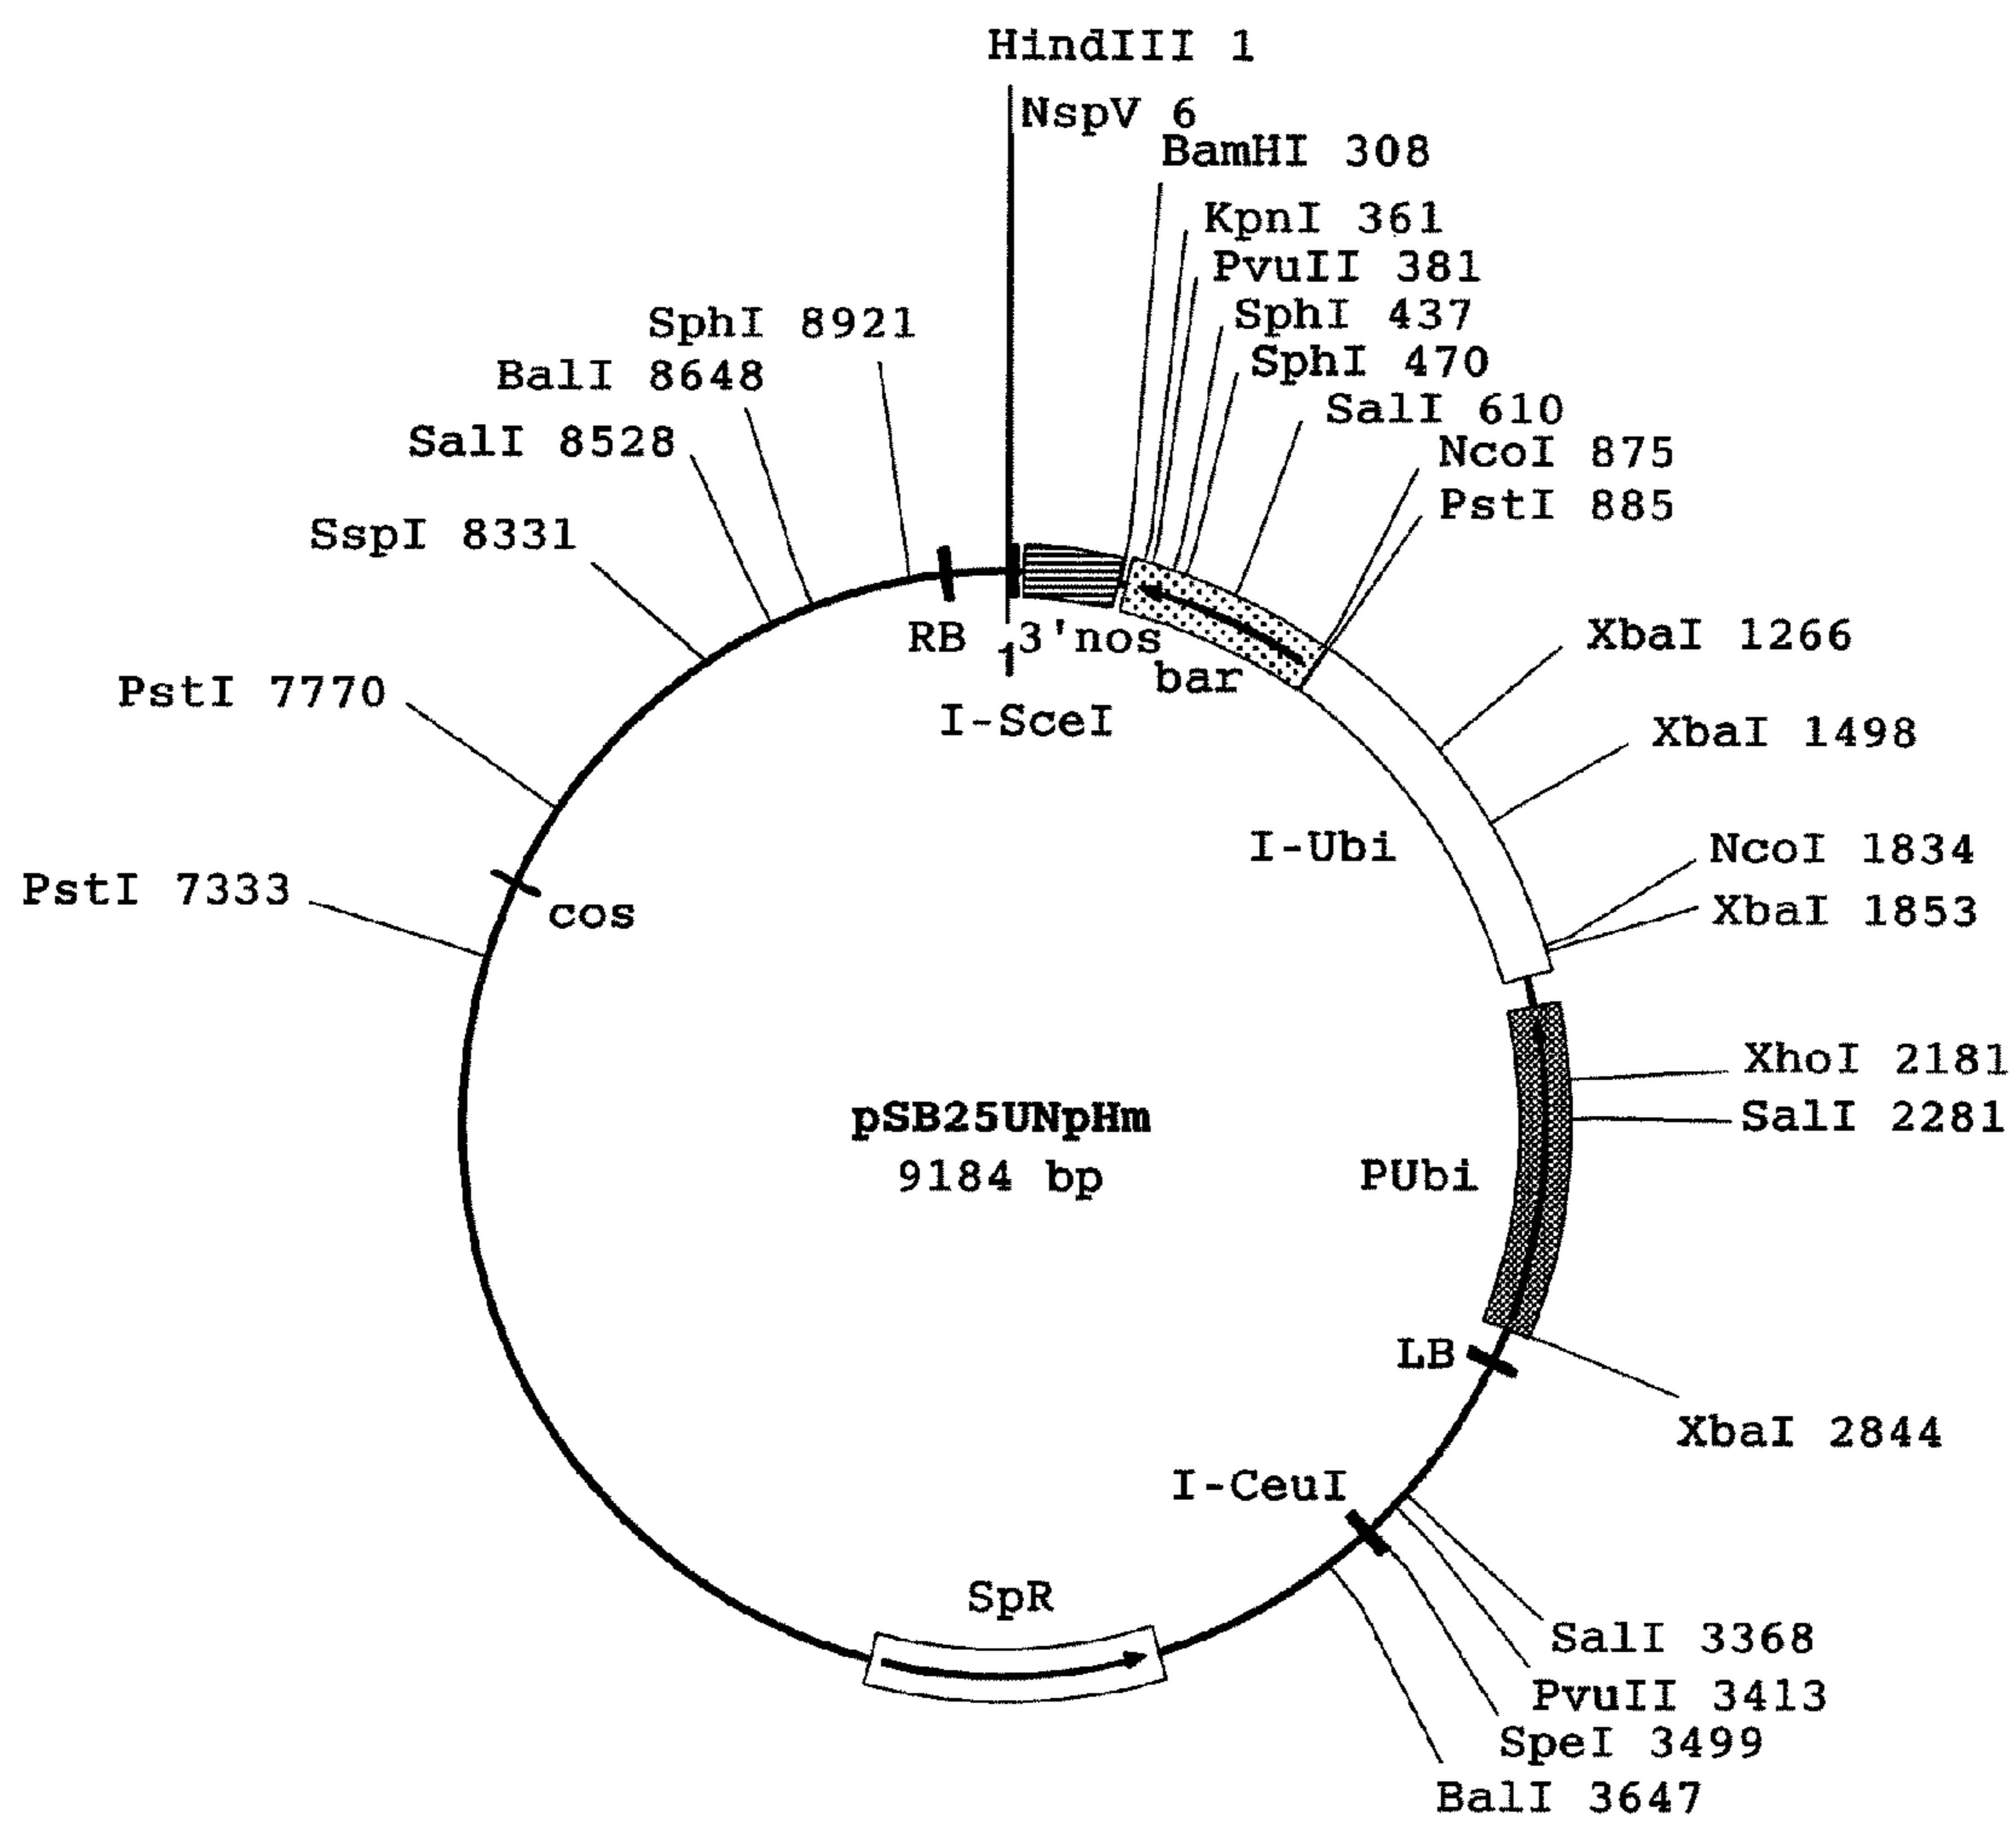 HindIII 1
NspV 6
BamHI 308
KpnI 361
PvuII 381
SphI 437
SphI 470
SalI 610
NcoI 875
PstI 885
XbaI 1266
XbaI 1498
NcoI 1834
XbaI 1853
XhoI 2181
SalI 2281
XbaI 2844
SalI 3368
PvuII 3413
SpeI 3499
BalI 3647
PstI 7333
PstI 7770
SspI 8331
SalI 8528
BalI 8648
SphI 8921
RB
3'nos
bar
I-SceI
I-Ubi
cos
pSB25UNpHm
9184 bp
PUbi
LB
I-CeuI
SpR